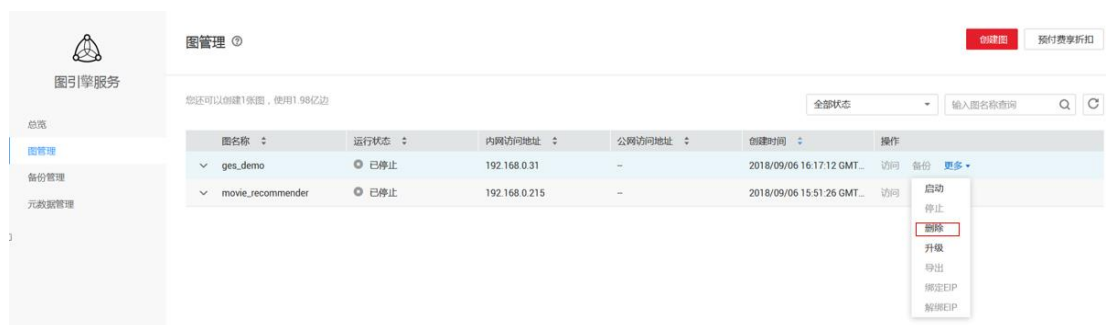 图引擎服务
总览
图管理
备份管理
元数据管理
图管理
创建图 预付费享折扣
您还可以创建1张图，使用1.98亿边
全部状态 输入图名称查询
图名称 运行状态 内网访问地址 公网访问地址 创建时间 操作
ges_demo 已停止 192.168.0.31 -- 2018/09/06 16:17:12 GMT... 访问 备份 更多
movie_recommender 已停止 192.168.0.215 -- 2018/09/06 15:51:26 GMT... 访问
启动
停止
删除
升级
导出
绑定EIP
解绑EIP